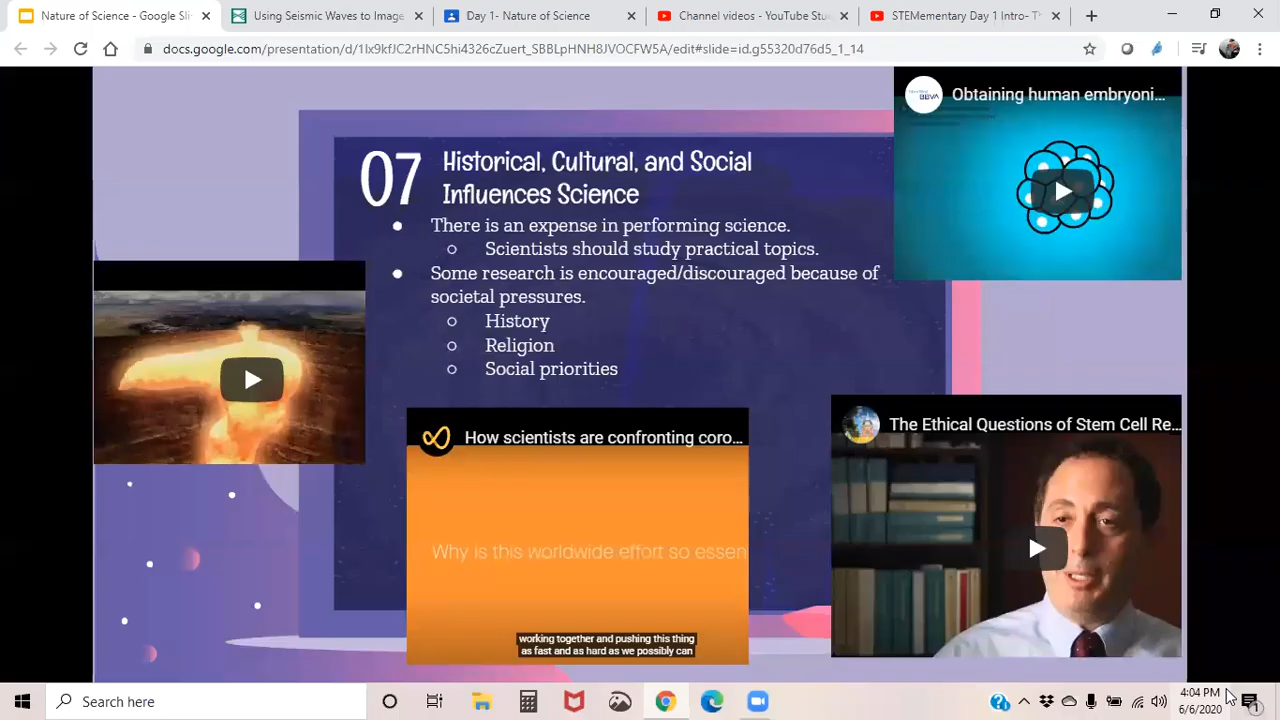 Nature of Science - Google Sli
Using Seismic Waves to Image
Day 1- Nature of Science
Channel videos - YouTube Stu
STEMementary Day 1 Intro- T
docs.google.com/presentation/d/
/edit#slide=id.g55320d76d5_1_14
BBVA
Obtaining human embryoni...
07
Historical, Cultural, and Social
Influences Science
● There is an expense in performing science.
○ Scientists should study practical topics.
● Some research is encouraged/discouraged because of
societal pressures.
○ History
○ Religion
○ Social priorities
How scientists are confronting coro...
Why is this worldwide effort so essen
working together and pushing this thing
as fast and as hard as we possibly can
The Ethical Questions of Stem Cell Re...
Search here
4:04 PM
6/6/2020
1